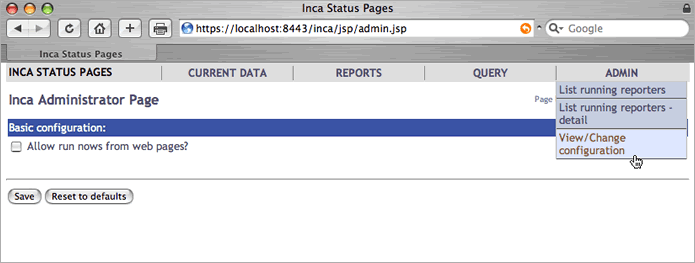 Inca Status Pages
https://localhost:8443/inca/jsp/admin.jsp
Google
Inca Status Pages
INCA STATUS PAGES CURRENT DATA REPORTS QUERY ADMIN
Inca Administrator Page
Page
List running reporters
List running reporters -
detail
View/Change
configuration
Basic configuration:
Allow run nows from web pages?
Save Reset to defaults